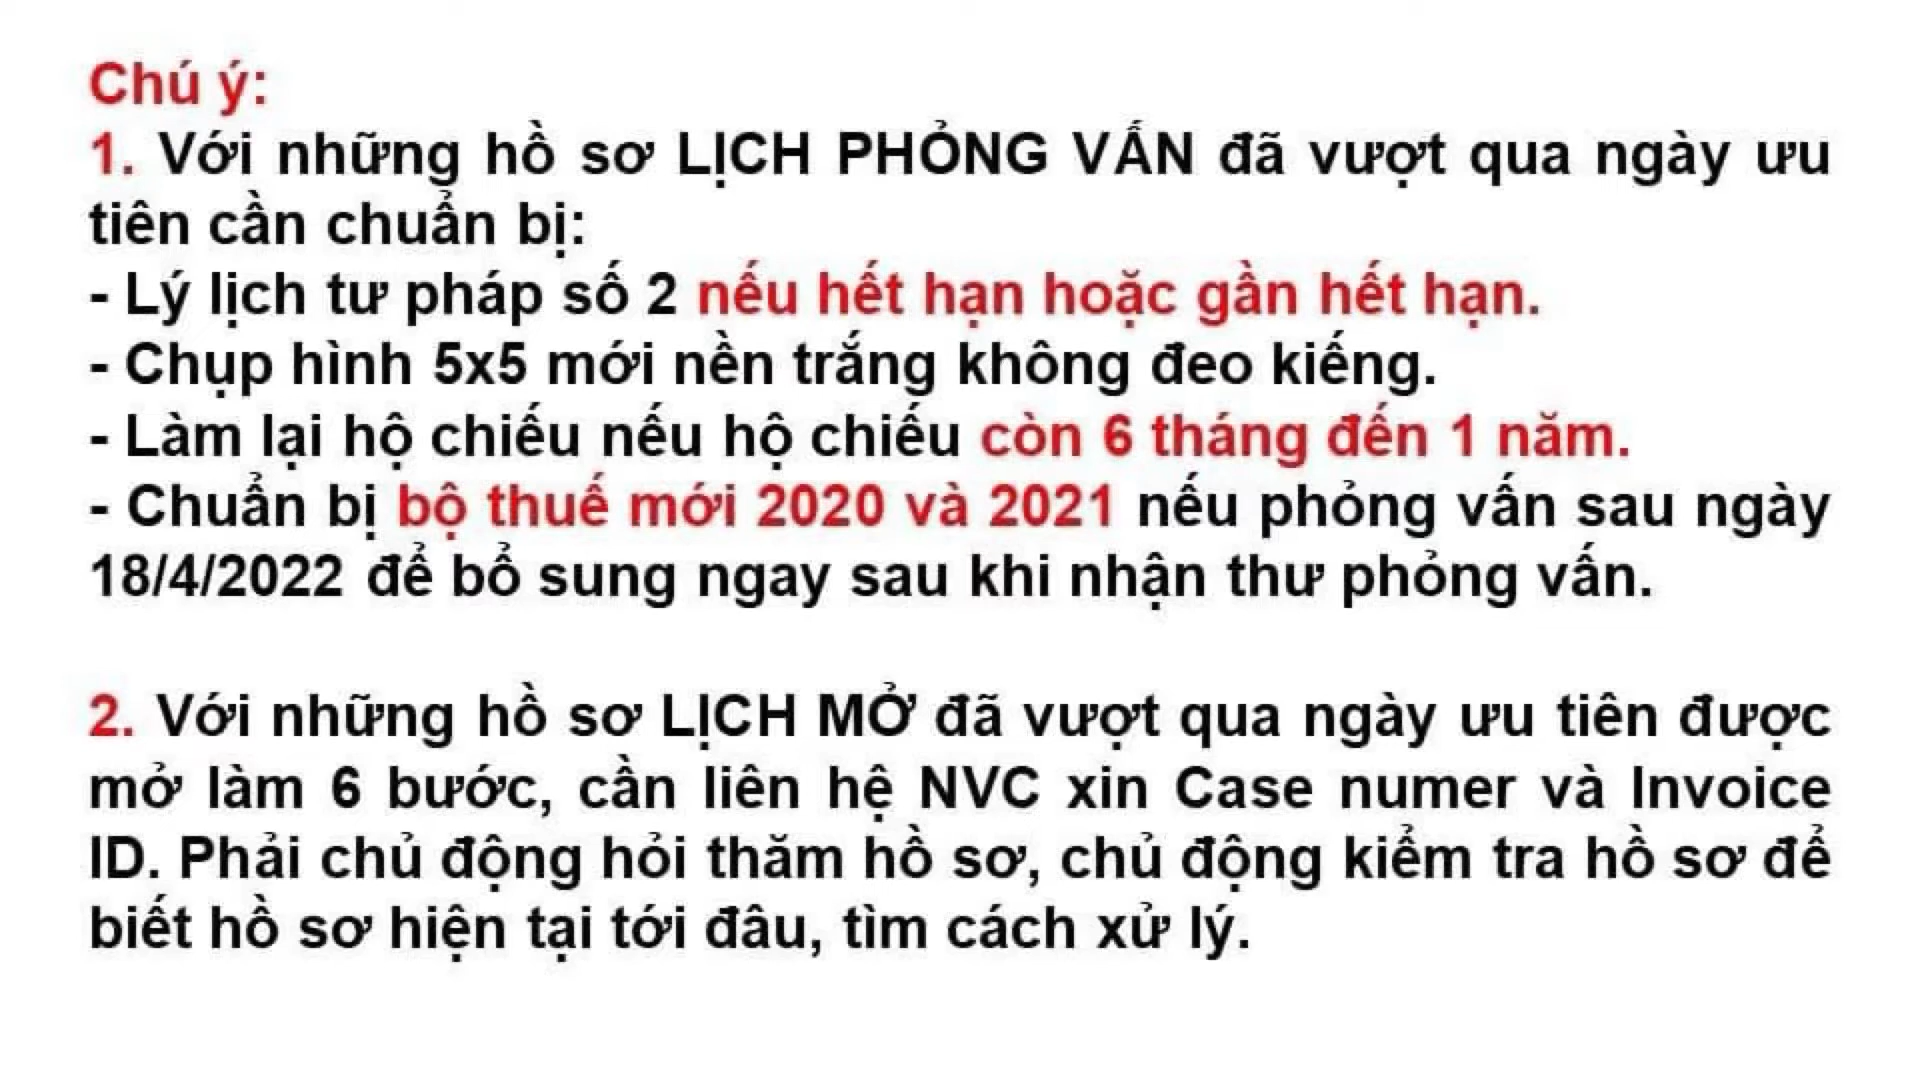 Chú ý:
1. Với những hồ sơ LỊCH PHỎNG VẤN đã vượt qua ngày ưu
tiên cần chuẩn bị:
- Lý lịch tư pháp số 2 nếu hết hạn hoặc gần hết hạn.
- Chụp hình 5x5 mới nền trắng không đeo kiếng.
- Làm lại hộ chiếu nếu hộ chiếu còn 6 tháng đến 1 năm.
- Chuẩn bị bộ thuế mới 2020 và 2021 nếu phỏng vấn sau ngày
18/4/2022 để bổ sung ngay sau khi nhận thư phỏng vấn.
2. Với những hồ sơ LỊCH MỞ đã vượt qua ngày ưu tiên được
mở làm 6 bước, cần liên hệ NVC xin Case numer và Invoice
ID. Phải chủ động hỏi thăm hồ sơ, chủ động kiểm tra hồ sơ để
biết hồ sơ hiện tại tới đâu, tìm cách xử lý.